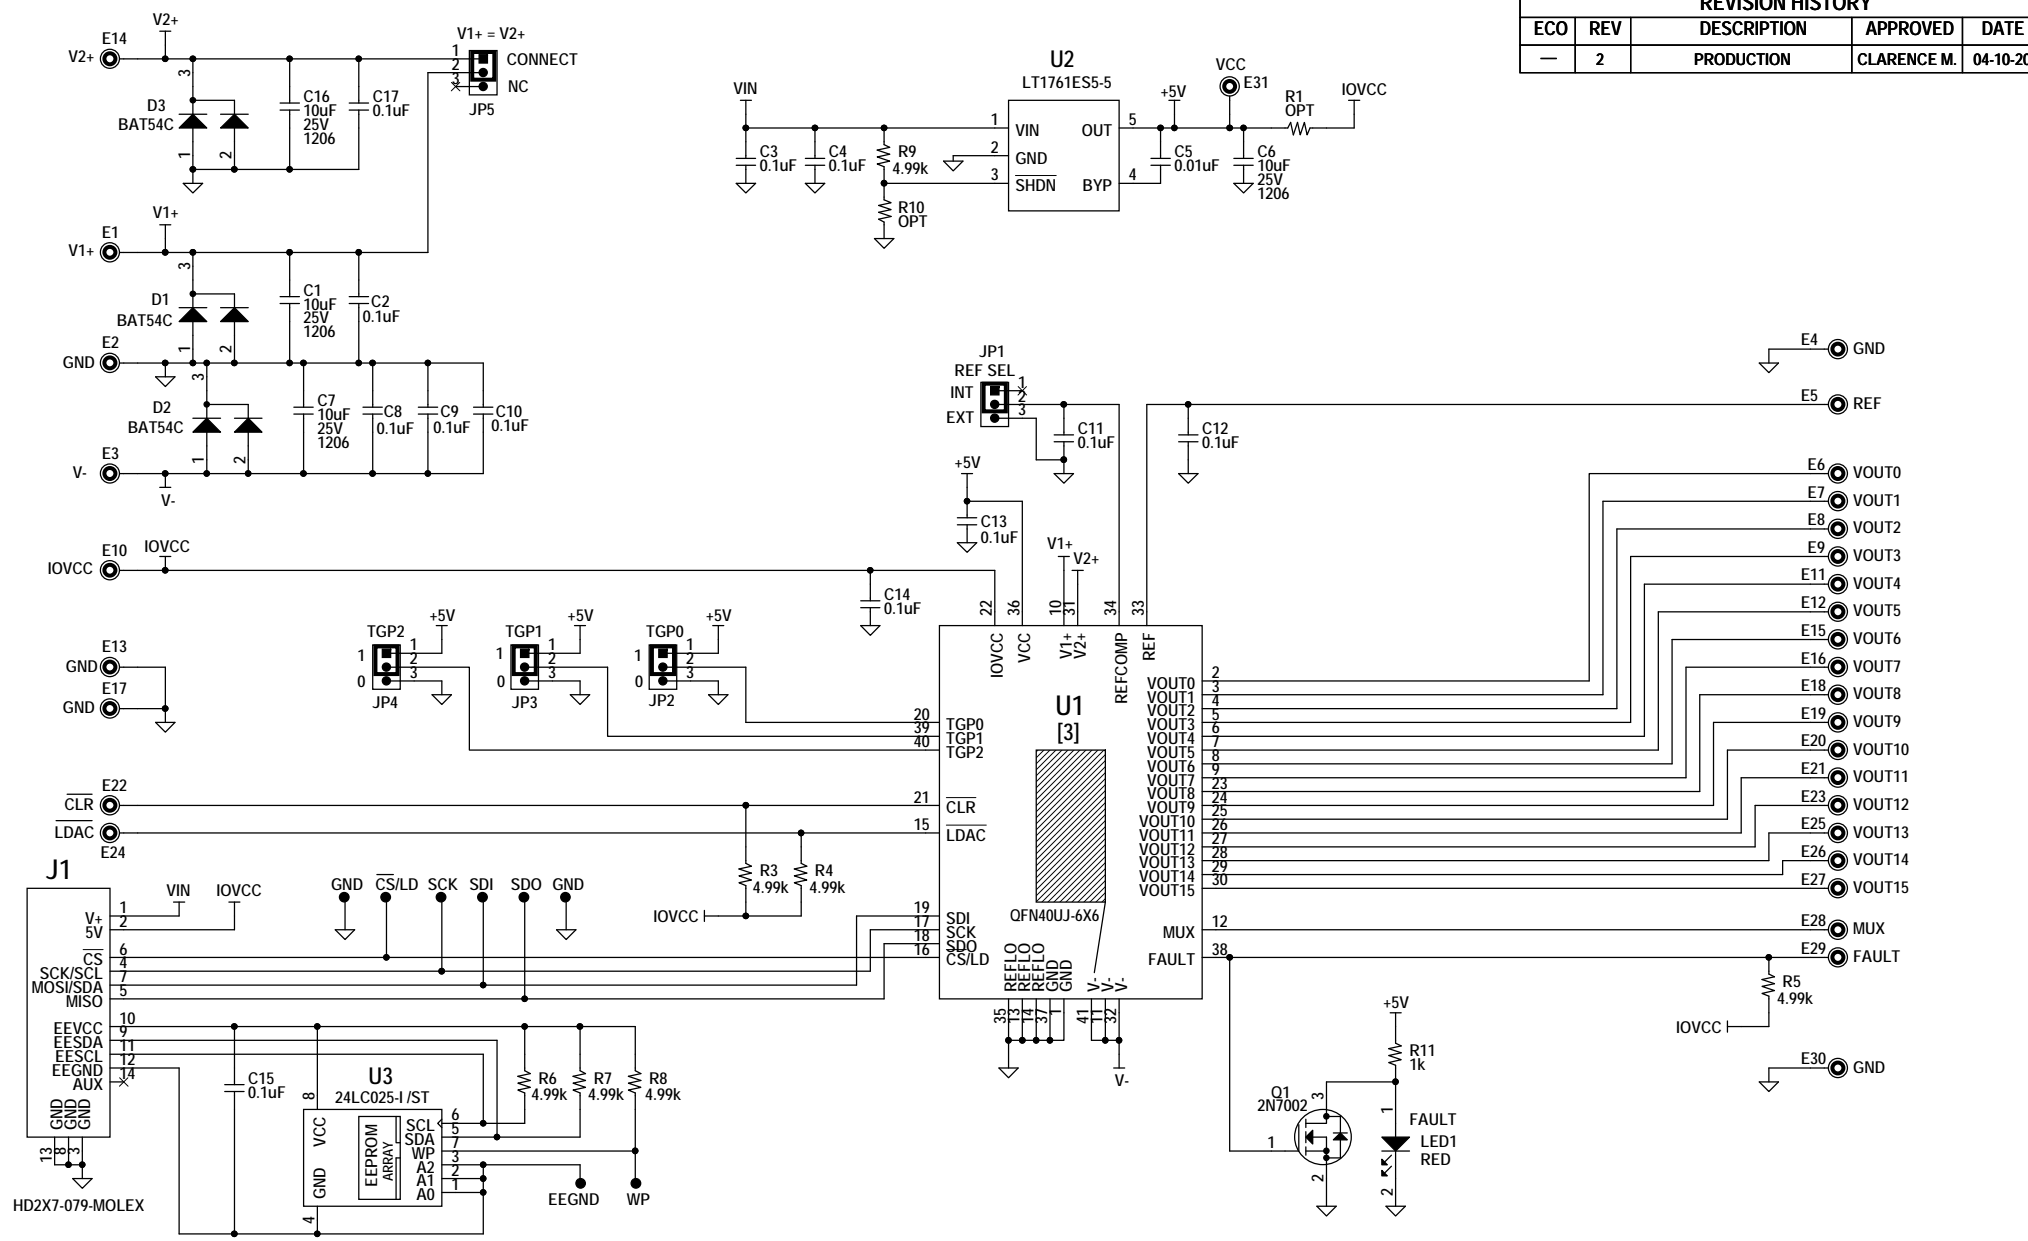 REVISION HISTORY
ECO REV DESCRIPTION APPROVED DATE
— 2 PRODUCTION CLARENCE M. 04-10-20
V2+
E14
V2+
3
D3
BAT54C
1
2
C16
10uF
25V
1206
C17
0.1uF
V1+ = V2+
1
2
3
CONNECT
NC
JP5
V1+
E1
V1+
3
D1
BAT54C
1
2
C1
10uF
25V
1206
C2
0.1uF
E2
GND
3
D2
BAT54C
1
2
C7
10uF
25V
1206
C8
0.1uF
C9
0.1uF
C10
0.1uF
E3
V-
V-
VIN
C3
0.1uF
C4
0.1uF
R9
4.99k
R10
OPT
U2
LT1761ES5-5
1 VIN
2 GND
3 SHDN
OUT 5
BYP 4
+5V
C5
0.01uF
VCC
E31
C6
10uF
25V
1206
R1
OPT
IOVCC
JP1
REF SEL
INT
EXT
1
2
3
C11
0.1uF
C12
0.1uF
+5V
C13
0.1uF
V1+
V2+
E10
IOVCC
IOVCC
C14
0.1uF
E13
GND
E17
GND
TGP2
+5V
1
0
1
2
3
JP4
TGP1
+5V
1
0
1
2
3
JP3
TGP0
+5V
1
0
1
2
3
JP2
E22
CLR
LDAC
E24
R3
4.99k
R4
4.99k
IOVCC
U1
[3]
QFN40UJ-6X6
22 IOVCC
36 VCC
10 V1+
31 V2+
34 REFCOMP
33 REF
20 TGP0
39 TGP1
40 TGP2
21 CLR
15 LDAC
19 SDI
17 SCK
18 SDO
16 CS/LD
VOUT0 2
VOUT1 3
VOUT2 4
VOUT3 5
VOUT4 6
VOUT5 7
VOUT6 8
VOUT7 9
VOUT8 23
VOUT9 24
VOUT10 25
VOUT11 26
VOUT12 27
VOUT13 28
VOUT14 29
VOUT15 30
MUX 12
FAULT 38
REFLO 35
REFLO 13
REFLO 14
GND 37
GND 1
V- 41
V- 11
V- 32
V-
E4 GND
E5 REF
E6 VOUT0
E7 VOUT1
E8 VOUT2
E9 VOUT3
E11 VOUT4
E12 VOUT5
E15 VOUT6
E16 VOUT7
E18 VOUT8
E19 VOUT9
E20 VOUT10
E21 VOUT11
E23 VOUT12
E25 VOUT13
E26 VOUT14
E27 VOUT15
E28 MUX
E29 FAULT
R5
4.99k
IOVCC
E30 GND
+5V
R11
1k
Q1
2N7002
3
1
2
1
FAULT
LED1
RED
2
J1
VIN
IOVCC
V+ 1
5V 2
CS 6
SCK/SCL 4
MOSI/SDA 7
MISO 5
EEVCC 10
EESDA 9
EESCL 11
EEGND 12
AUX 14
GND 13
GND 8
GND 3
HD2X7-079-MOLEX
GND
CS/LD
SCK
SDI
SDO
GND
C15
0.1uF
U3
24LC025-I /ST
8 VCC
GND 4
EEPROM
ARRAY
SCL 6
SDA 5
WP 7
A2 3
A1 2
A0 1
R6
4.99k
R7
4.99k
R8
4.99k
EEGND
WP